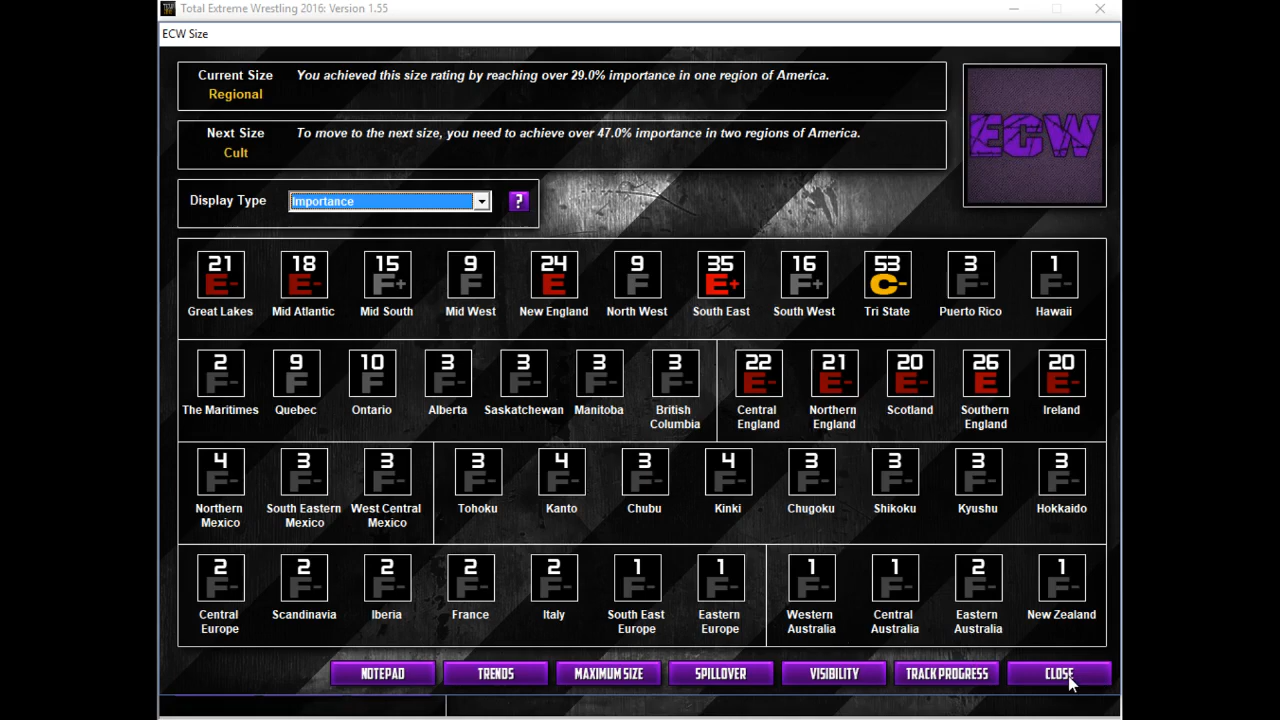 Total Extreme Wrestling 2016: Version 1.55
ECW Size
Current Size You achieved this size rating by reaching over 29.0% importance in one region of America.
Regional
ECW
Next Size To move to the next size, you need to achieve over 47.0% importance in two regions of America.
Cult
Display Type Importance ?
21 18 15 9 24 9 35 16 53 3 1
E- E- F+ F E F E+ F+ C- F- F-
Great Lakes Mid Atlantic Mid South Mid West New England North West South East South West Tri State Puerto Rico Hawaii
2 9 10 3 3 3 3 22 21 20 26 20
F- F F F- F- F- F- E- E- E- E E-
The Maritimes Quebec Ontario Alberta Saskatchewan Manitoba British Columbia Central England Northern England Scotland Southern England Ireland
4 3 3 3 4 3 4 3 3 3 3
F- F- F- F- F- F- F- F- F- F- F-
Northern Mexico South Eastern Mexico West Central Mexico Tohoku Kanto Chubu Kinki Chugoku Shikoku Kyushu Hokkaido
2 2 2 2 2 1 1 1 1 2 1
F- F- F- F- F- F- F- F- F- F- F-
Central Europe Scandinavia Iberia France Italy South East Europe Eastern Europe Western Australia Central Australia Eastern Australia New Zealand
NOTEPAD TRENDS MAXIMUM SIZE SPILLOVER VISIBILITY TRACK PROGRESS CLOSE